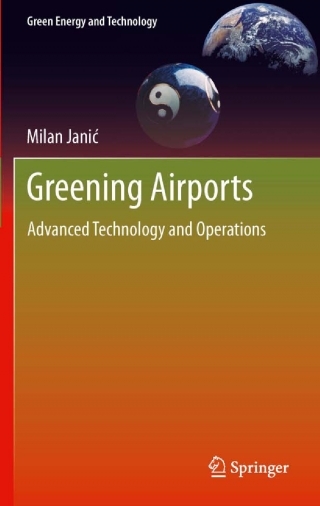 Green Energy and Technology
Milan Janić
Greening Airports
Advanced Technology and Operations
Springer